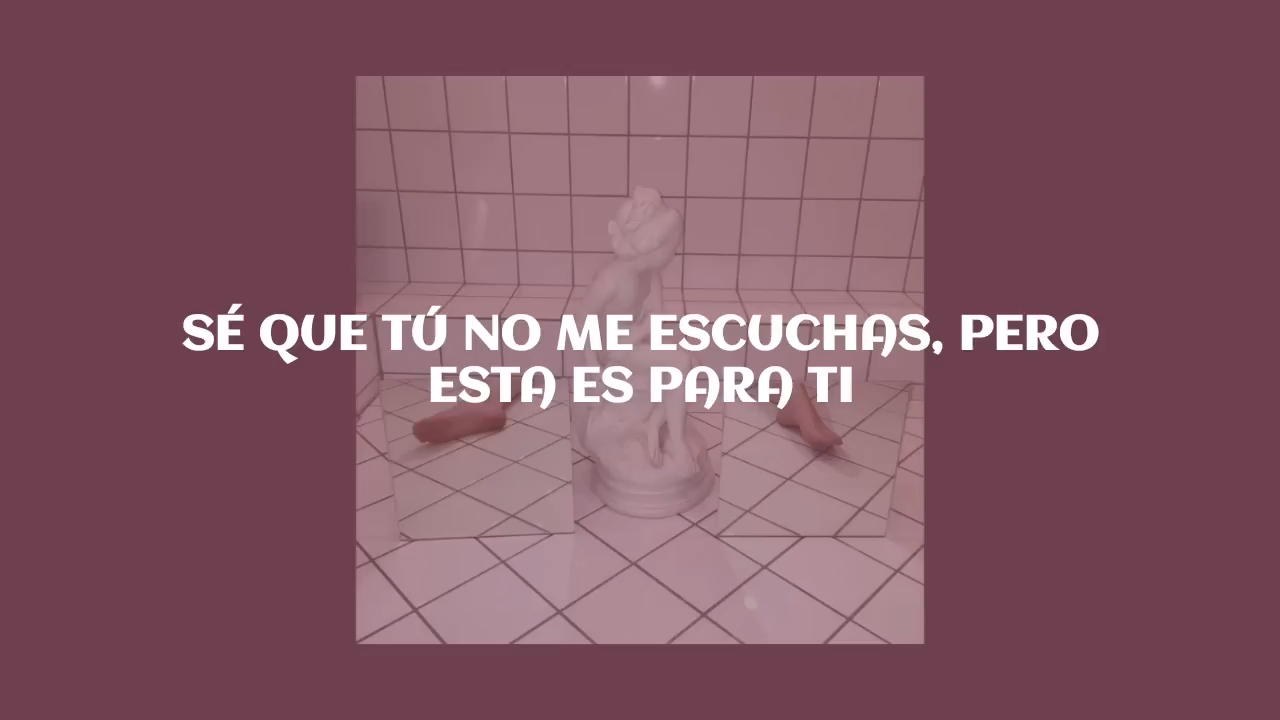 SÉ QUE TÚ NO ME ESCUCHAS, PERO
ESTA ES PARA TI